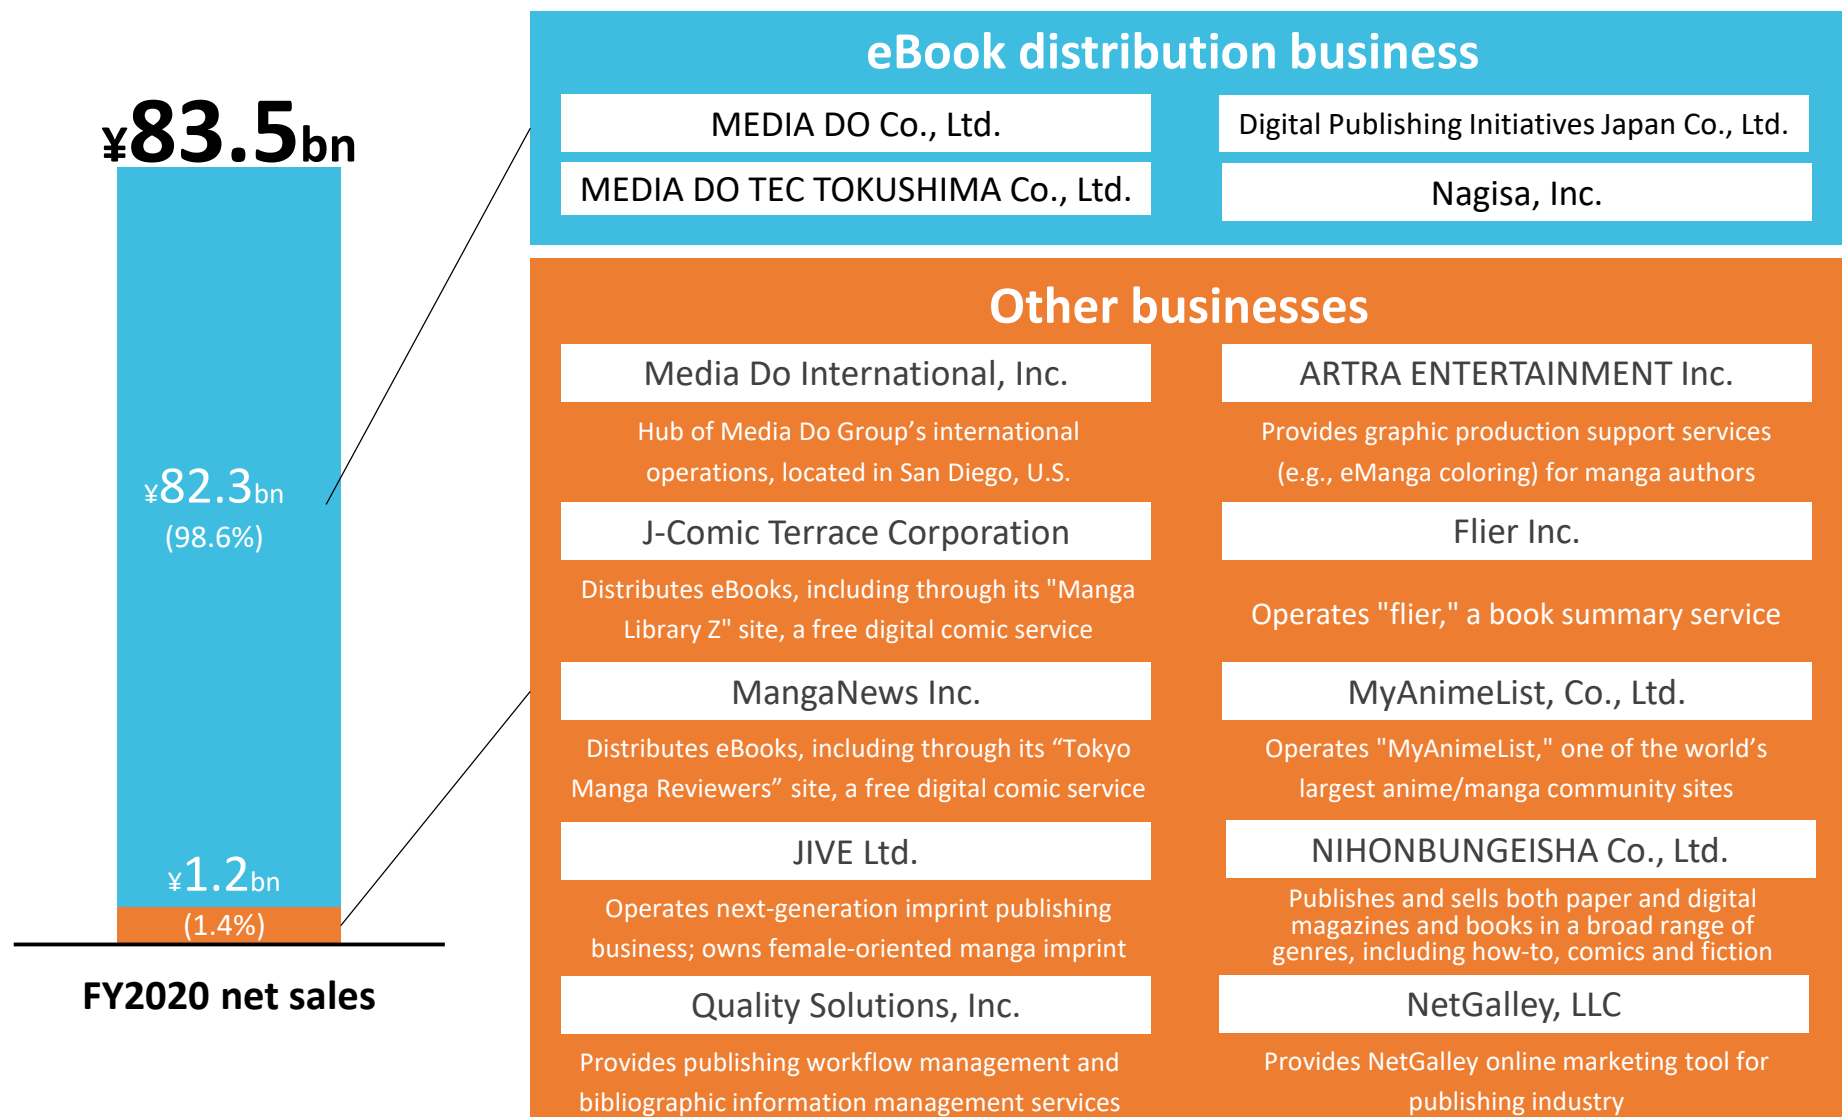 ¥83.5bn
¥82.3bn
(98.6%)
¥1.2bn
(1.4%)
FY2020 net sales
eBook distribution business
MEDIA DO Co., Ltd.
Digital Publishing Initiatives Japan Co., Ltd.
MEDIA DO TEC TOKUSHIMA Co., Ltd.
Nagisa, Inc.
Other businesses
Media Do International, Inc.
Hub of Media Do Group’s international
operations, located in San Diego, U.S.
ARTRA ENTERTAINMENT Inc.
Provides graphic production support services
(e.g., eManga coloring) for manga authors
J-Comic Terrace Corporation
Distributes eBooks, including through its "Manga
Library Z" site, a free digital comic service
Flier Inc.
Operates "flier," a book summary service
MangaNews Inc.
Distributes eBooks, including through its “Tokyo
Manga Reviewers” site, a free digital comic service
MyAnimeList, Co., Ltd.
Operates "MyAnimeList," one of the world’s
largest anime/manga community sites
JIVE Ltd.
Operates next-generation imprint publishing
business; owns female-oriented manga imprint
NIHONBUNGEISHA Co., Ltd.
Publishes and sells both paper and digital
magazines and books in a broad range of
genres, including how-to, comics and fiction
Quality Solutions, Inc.
Provides publishing workflow management and
bibliographic information management services
NetGalley, LLC
Provides NetGalley online marketing tool for
publishing industry